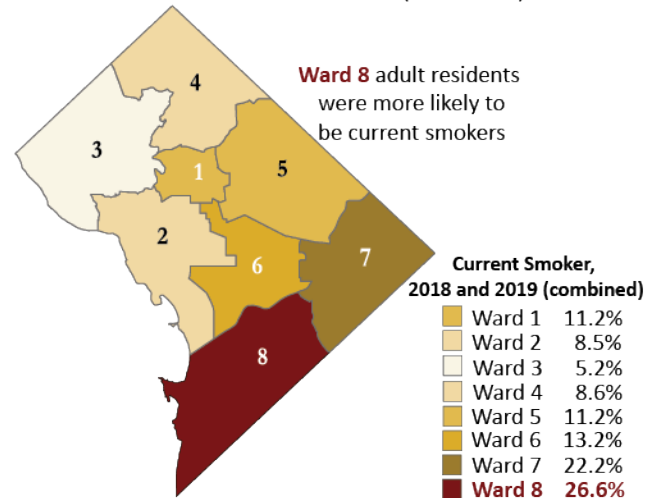 4
Ward 8 adult residents
were more likely to
be current smokers
3
1
5
2
6
7
8
Current Smoker,
2018 and 2019 (combined)
Ward 1 11.2%
Ward 2 8.5%
Ward 3 5.2%
Ward 4 8.6%
Ward 5 11.2%
Ward 6 13.2%
Ward 7 22.2%
Ward 8 26.6%